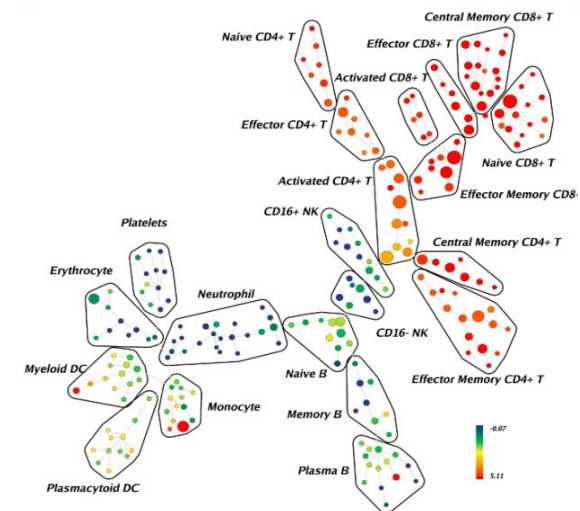 Central Memory CD8+ T
Naive CD4+ T
Effector CD8+ T
Activated CD8+ T
Effector CD4+ T
Naive CD8+ T
Activated CD4+ T
Effector Memory CD8-
CD16+ NK
Platelets
Central Memory CD4+ T
Erythrocyte
Neutrophil
CD16- NK
Myeloid DC
Naive B
Effector Memory CD4+ T
Monocyte
Memory B
-0.07
Plasma B
5.11
Plasmacytoid DC